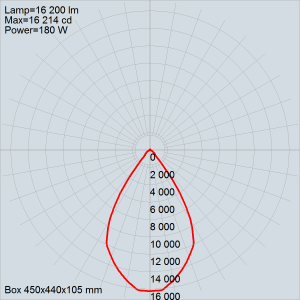 Lamp=16 200 lm
Max=16 214 cd
Power=180 W
0
2 000
4 000
6 000
8 000
10 000
12 000
14 000
16 000
Box 450x440x105 mm